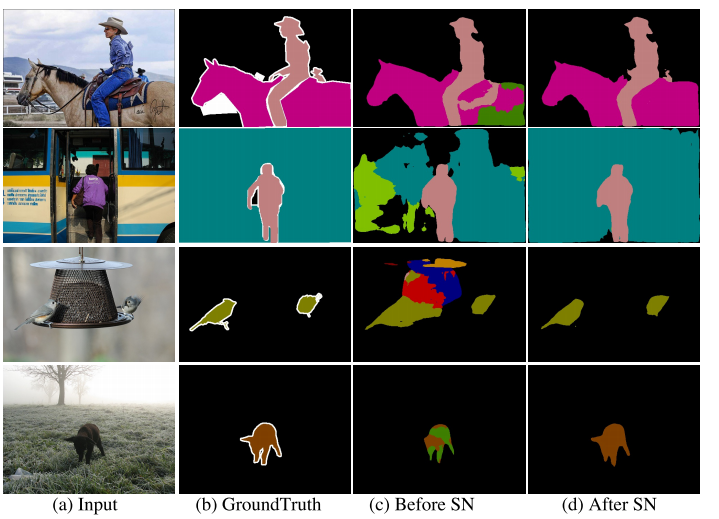 (a) Input
(b) GroundTruth
(c) Before SN
(d) After SN